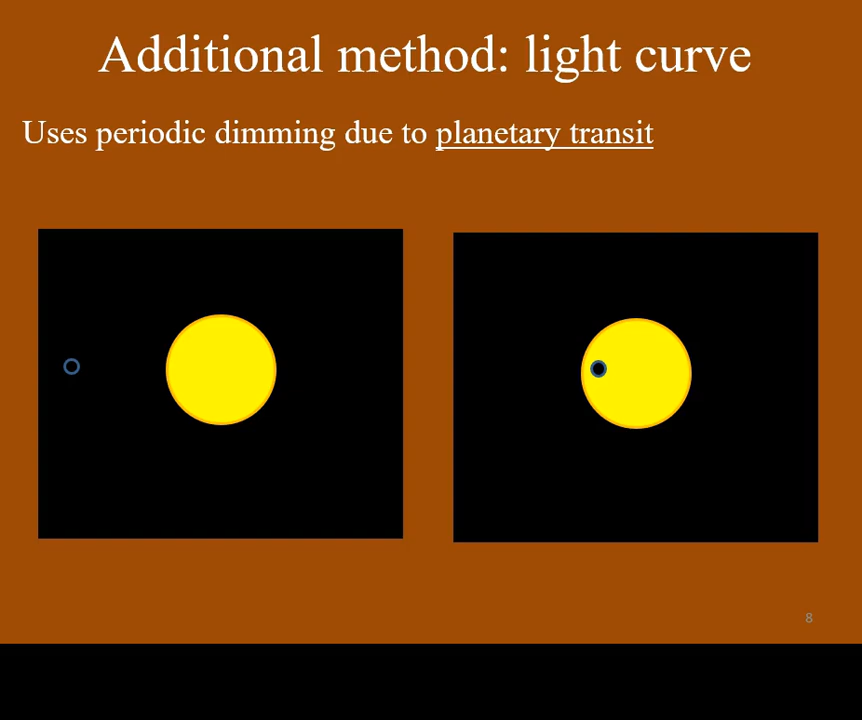 Additional method: light curve
Uses periodic dimming due to planetary transit
8